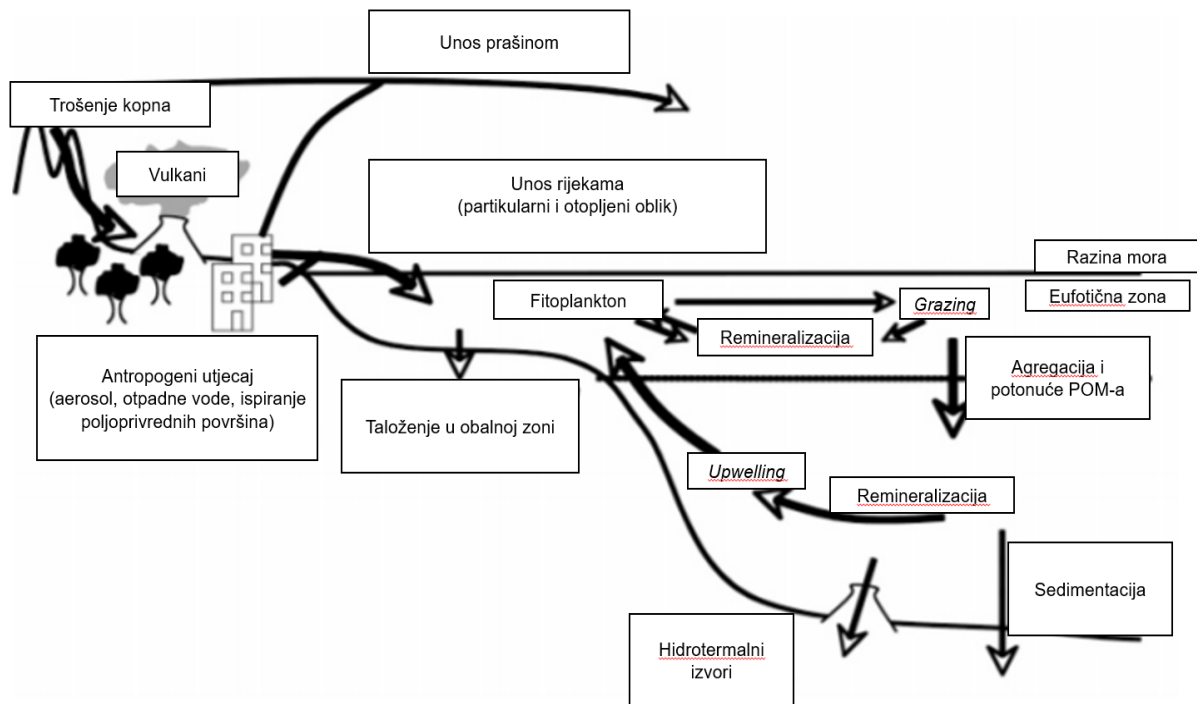 Unos prašinom
Trošenje kopna
Vulkani
Unos rijekama
(partikularni i otopljeni oblik)
Razina mora
Eufotična zona
Fitoplankton
Grazing
Remineralizacija
Antropogeni utjecaj
(aerosol, otpadne vode, ispiranje
poljoprivrednih površina)
Agregacija i
potonuće POM-a
Taloženje u obalnoj zoni
Upwelling
Remineralizacija
Sedimentacija
Hidrotermalni
izvori